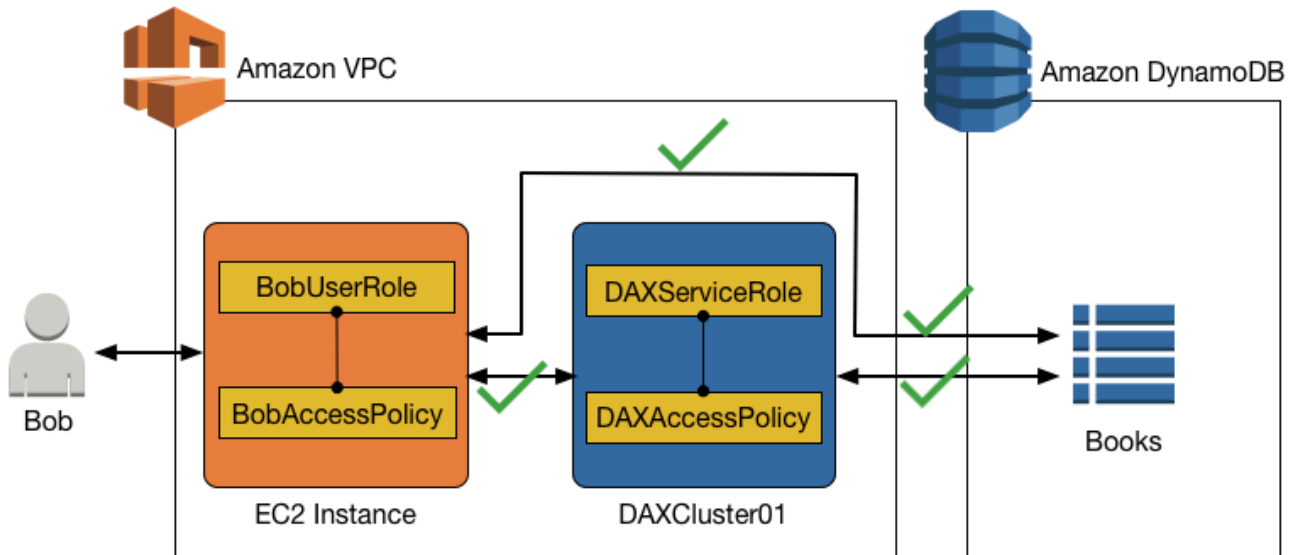 Amazon VPC
Amazon DynamoDB
BobUserRole
DAXServiceRole
Bob
BobAccessPolicy
DAXAccessPolicy
Books
EC2 Instance
DAXCluster01